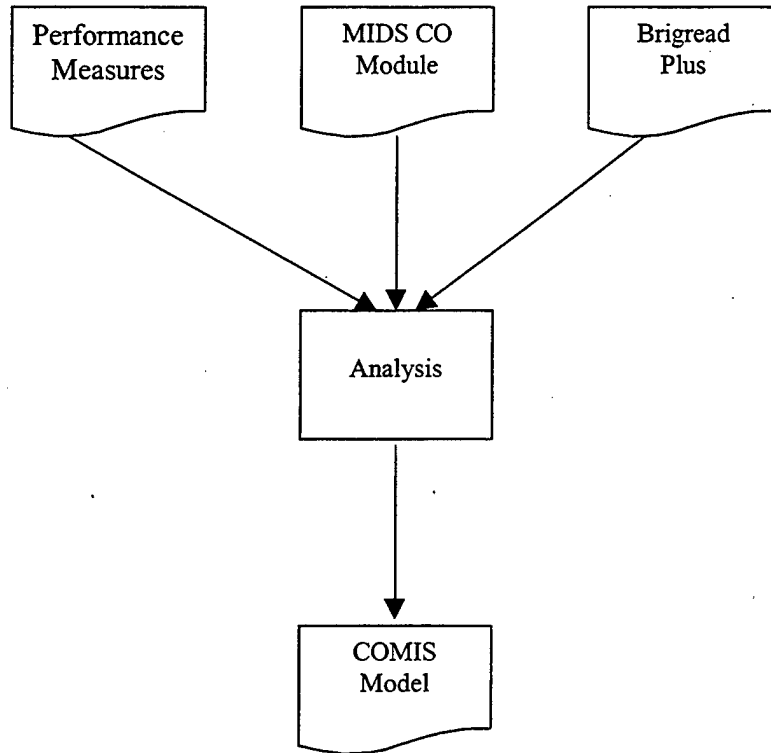 Performance
Measures
MIDS CO
Module
Brigread
Plus
Analysis
COMIS
Model